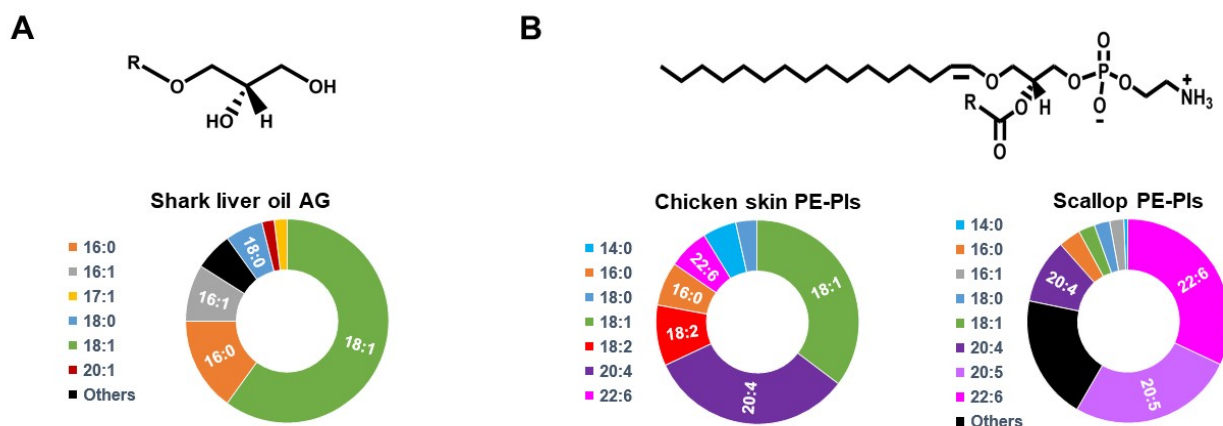 A
R
O
OH
HO
H
Shark liver oil AG
16:0
16:1
17:1
18:0
18:1
20:1
Others
18:0
16:1
16:0
18:1
B
O
R
O
H
O
O
P
O
O
-
O
+
NH3
Chicken skin PE-Pls
14:0
16:0
18:0
18:1
18:2
20:4
22:6
22:6
16:0
18:2
20:4
18:1
Scallop PE-Pls
14:0
16:0
16:1
18:0
18:1
20:4
20:5
22:6
Others
20:4
22:6
20:5